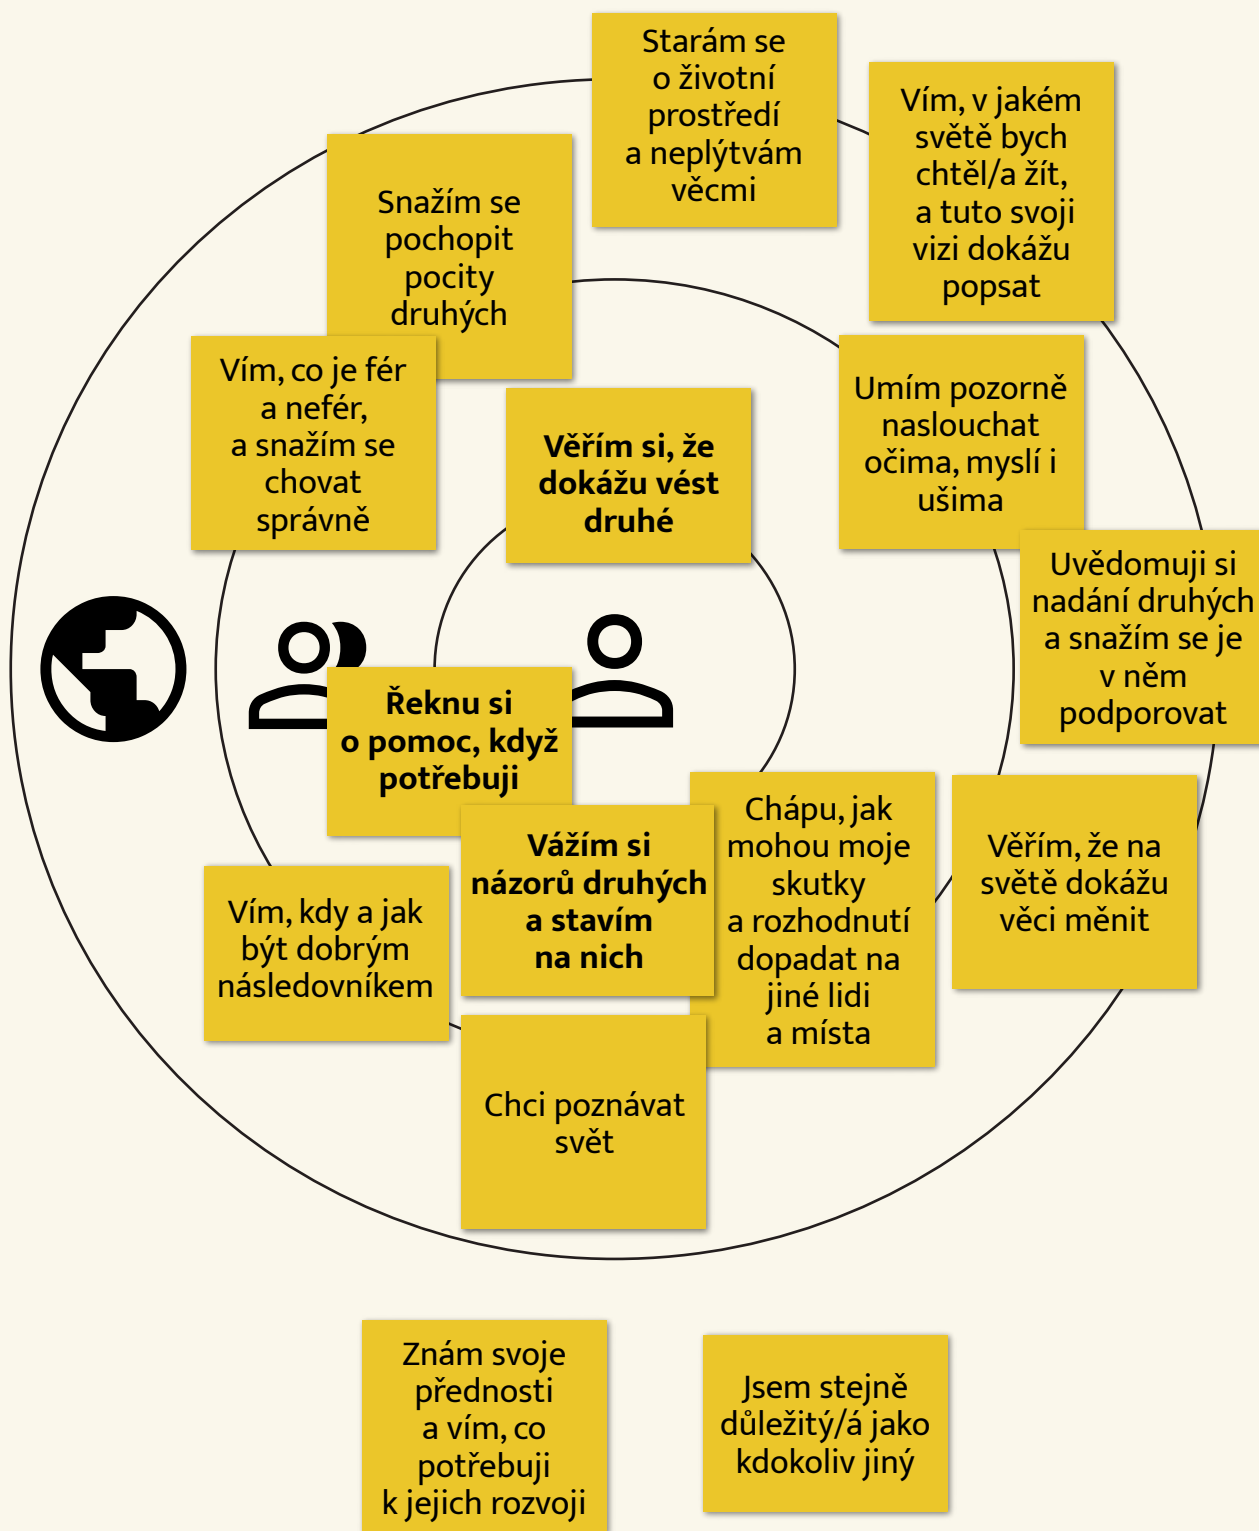 Starám se
o životní
prostředí
a neplýtvám
věcmi
Vím, v jakém
světě bych
chtěl/a žít,
a tuto svoji
vizi dokážu
popsat
Snažím se
pochopit
pocity
druhých
Vím, co je fér
a nefér,
a snažím se
chovat
správně
Věřím si, že
dokážu vést
druhé
Umím pozorně
naslouchat
očima, myslí i
ušima
Uvědomuji si
nadání druhých
a snažím se je
v něm
podporovat
Řeknu si
o pomoc, když
potřebuji
Vážím si
názorů druhých
a stavím
na nich
Chápu, jak
mohou moje
skutky
a rozhodnutí
dopadat na
jiné lidi
a místa
Věřím, že na
světě dokážu
věci měnit
Vím, kdy a jak
být dobrým
následovníkem
Chci poznávat
svět
Znám svoje
přednosti
a vím, co
potřebuji
k jejich rozvoji
Jsem stejně
důležitý/á jako
kdokoliv jiný